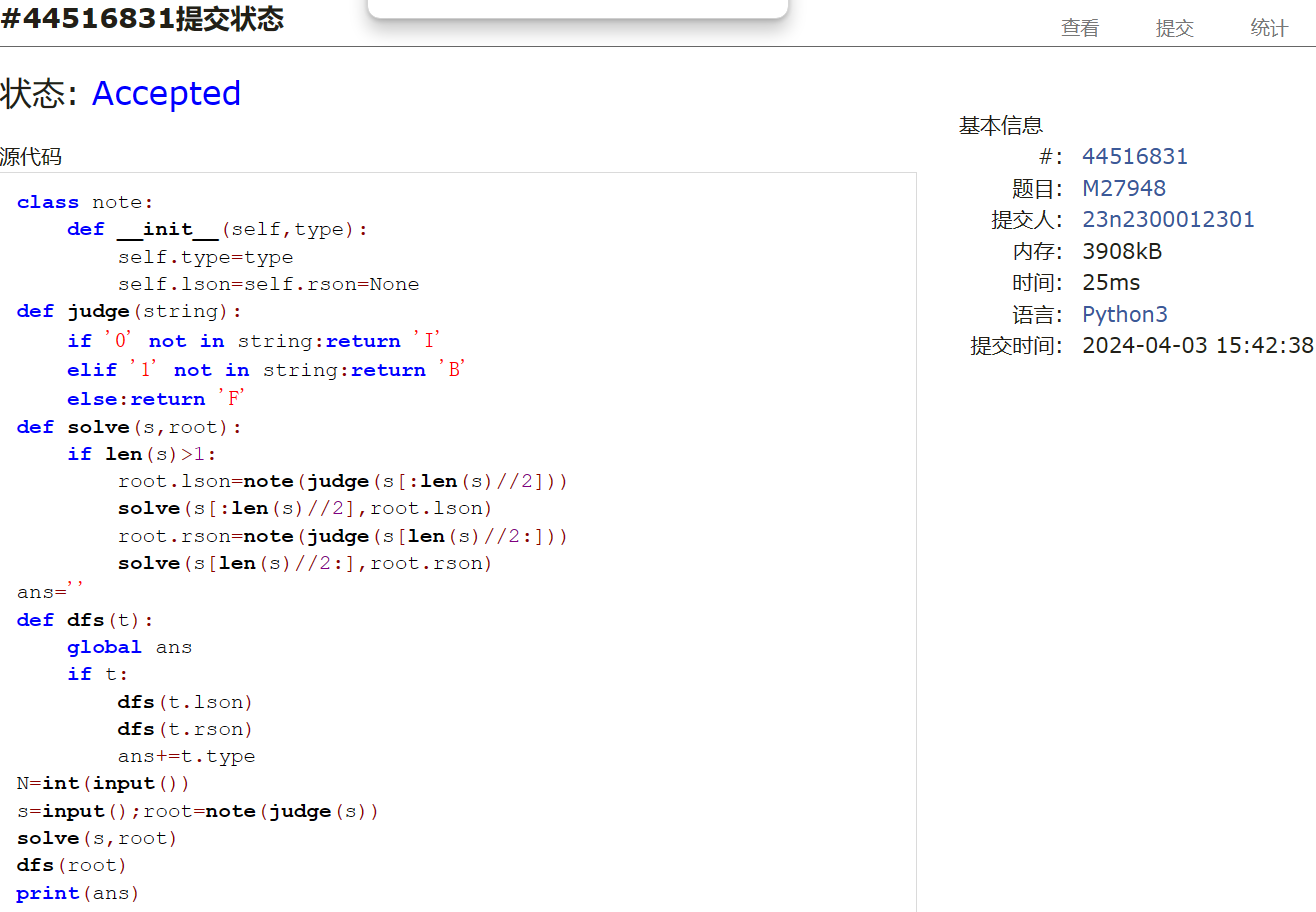 #44516831提交状态
查看 提交 统计
状态: Accepted
基本信息
#: 44516831
题目: M27948
提交人: 23n2300012301
内存: 3908kB
时间: 25ms
语言: Python3
提交时间: 2024-04-03 15:42:38
源代码
class note:
    def __init__(self,type):
        self.type=type
        self.lson=self.rson=None
def judge(string):
    if '0' not in string:return 'I'
    elif '1' not in string:return 'B'
    else:return 'F'
def solve(s,root):
    if len(s)>1:
        root.lson=note(judge(s[:len(s)//2]))
        solve(s[:len(s)//2],root.lson)
        root.rson=note(judge(s[len(s)//2:]))
        solve(s[len(s)//2:],root.rson)
ans=''
def dfs(t):
    global ans
    if t:
        dfs(t.lson)
        dfs(t.rson)
        ans+=t.type
N=int(input())
s=input();root=note(judge(s))
solve(s,root)
dfs(root)
print(ans)